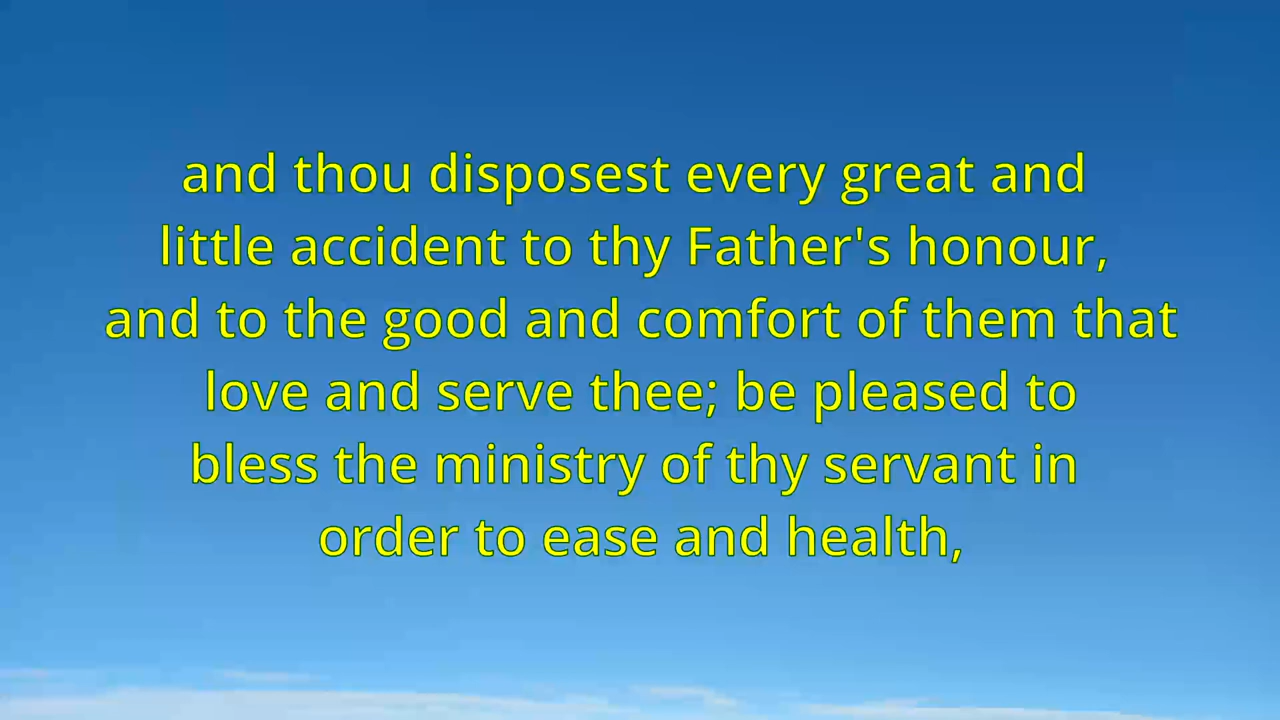 and thou disposest every great and
little accident to thy Father's honour,
and to the good and comfort of them that
love and serve thee; be pleased to
bless the ministry of thy servant in
order to ease and health,